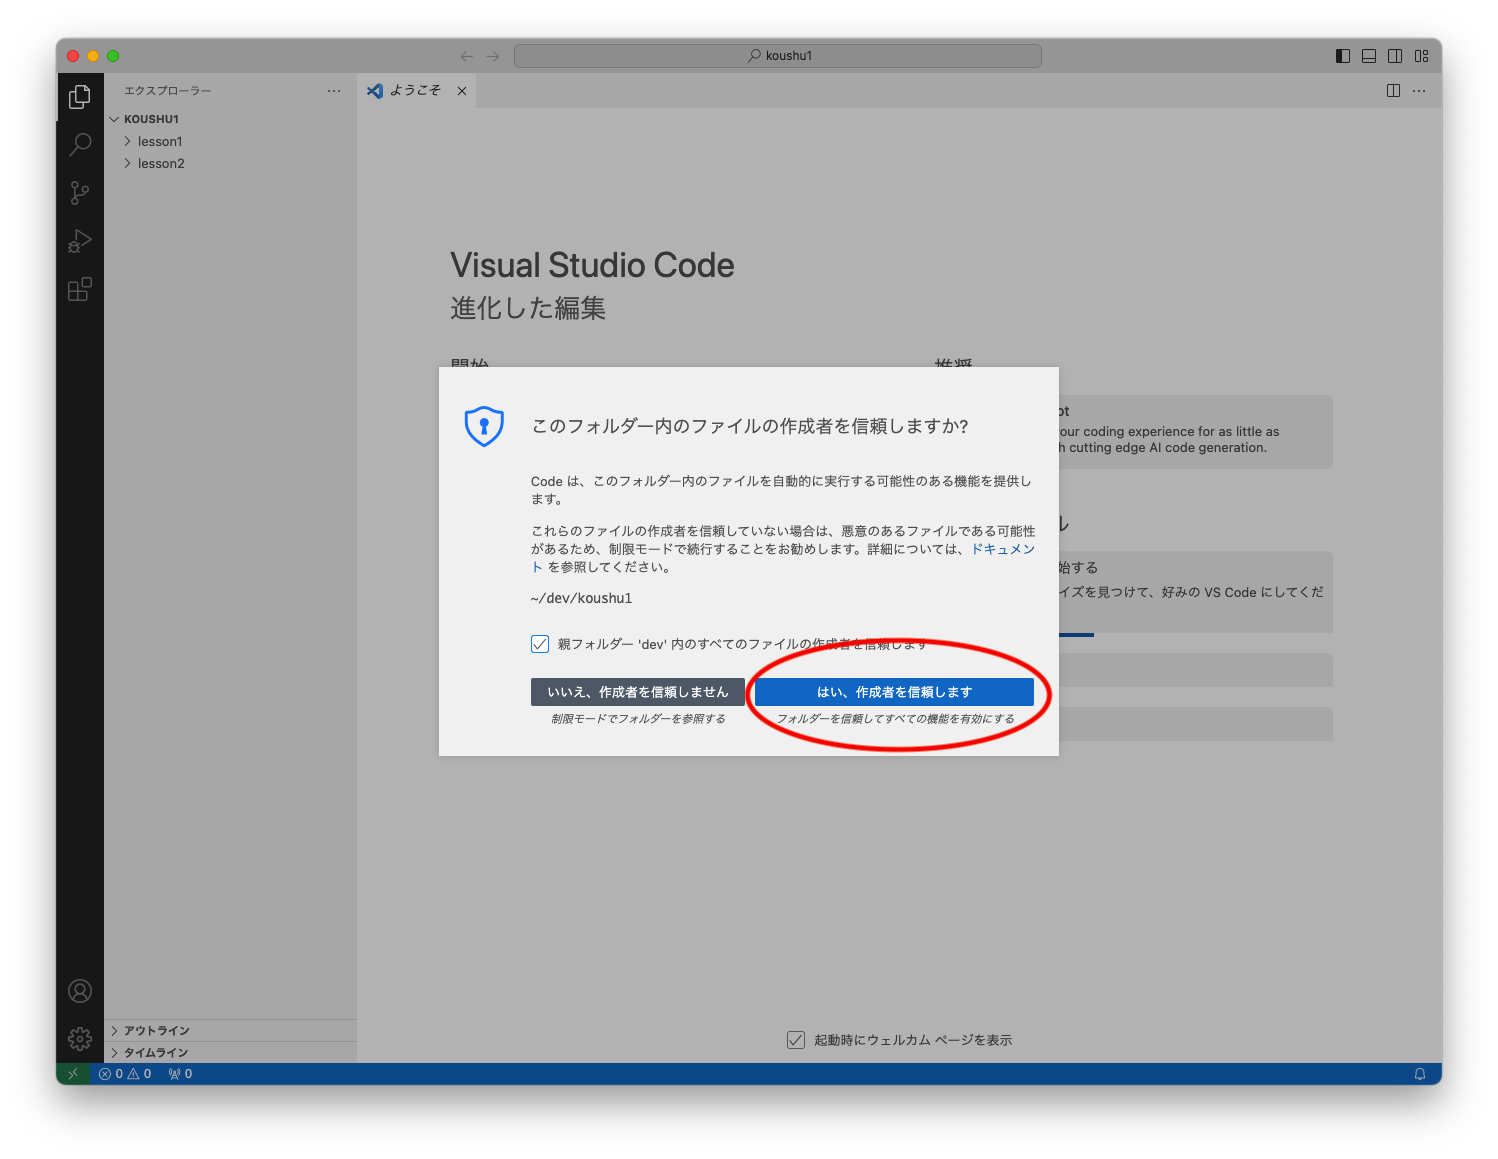 koushu1
エクスプローラー
ようこそ
KOUSHU1
lesson1
lesson2
Visual Studio Code
進化した編集
開始
推奨
このフォルダー内のファイルの作成者を信頼しますか?
Code は、このフォルダー内のファイルを自動的に実行する可能性のある機能を提供し
ます。
これらのファイルの作成者を信頼していない場合は、悪意のあるファイルである可能性
があるため、制限モードで続行することをお勧めします。詳細については、ドキュメン
ト を参照してください。
~/dev/koushu1
親フォルダー 'dev' 内のすべてのファイルの作成者を信頼します
いいえ、作成者を信頼しません
はい、作成者を信頼します
制限モードでフォルダーを参照する
フォルダーを信頼してすべての機能を有効にする
ot
your coding experience for as little as
h cutting edge AI code generation.
ル
始する
イズを見つけて、好みの VS Code にしてくだ
起動時にウェルカム ページを表示
アウトライン
タイムライン
0 0 0